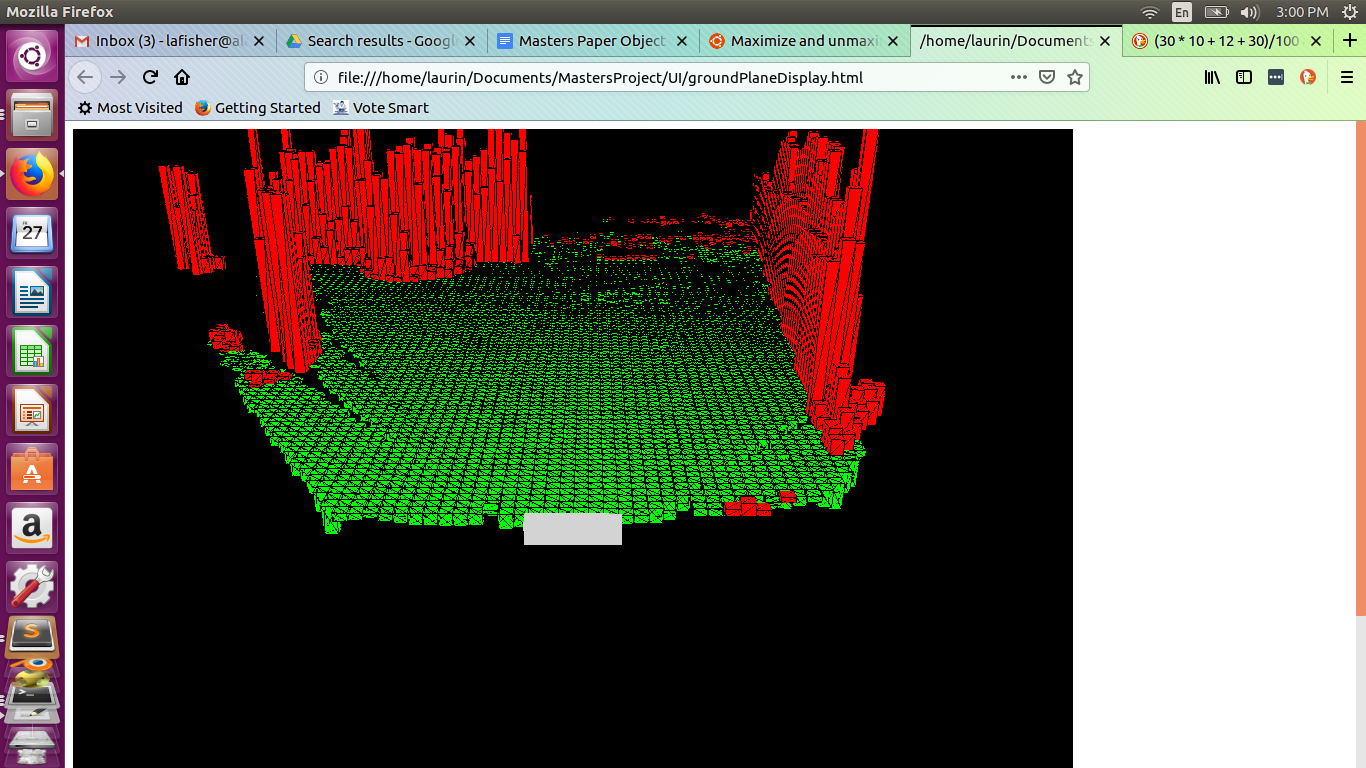 Mozilla Firefox
En
3:00 PM
Inbox (3) - lafisher@al
Search results - Googl
Masters Paper Object
Maximize and unmaxi
/home/laurin/Documents
(30 * 10 + 12 + 30)/100
file:///home/laurin/Documents/MastersProject/UI/groundPlaneDisplay.html
Most Visited
Getting Started
Vote Smart
27